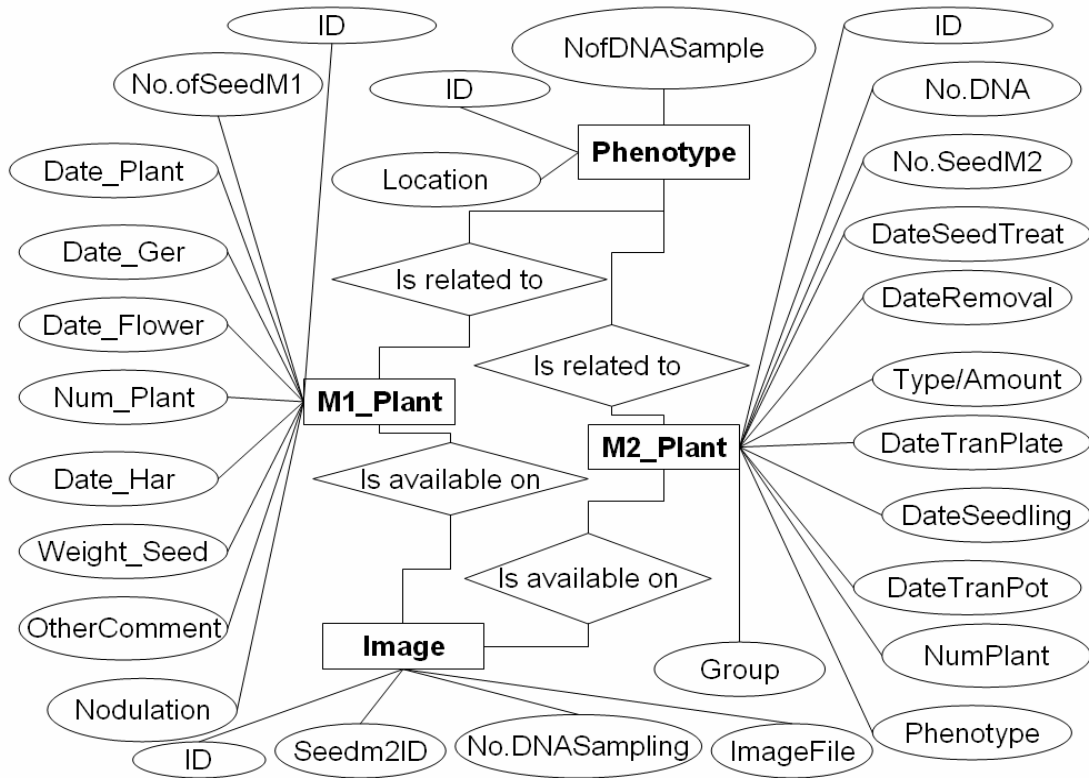 ID
NofDNASample
ID
No.ofSeedM1
ID
No.DNA
Phenotype
Date_Plant
Location
No.SeedM2
Date_Ger
Is related to
DateSeedTreat
DateRemoval
Date_Flower
Is related to
Type/Amount
Num_Plant
M1_Plant
M2_Plant
DateTranPlate
Date_Har
Is available on
DateSeedling
Weight_Seed
Is available on
DateTranPot
OtherComment
Image
Group
NumPlant
Nodulation
Phenotype
ID
Seedm2ID
No.DNASampling
ImageFile